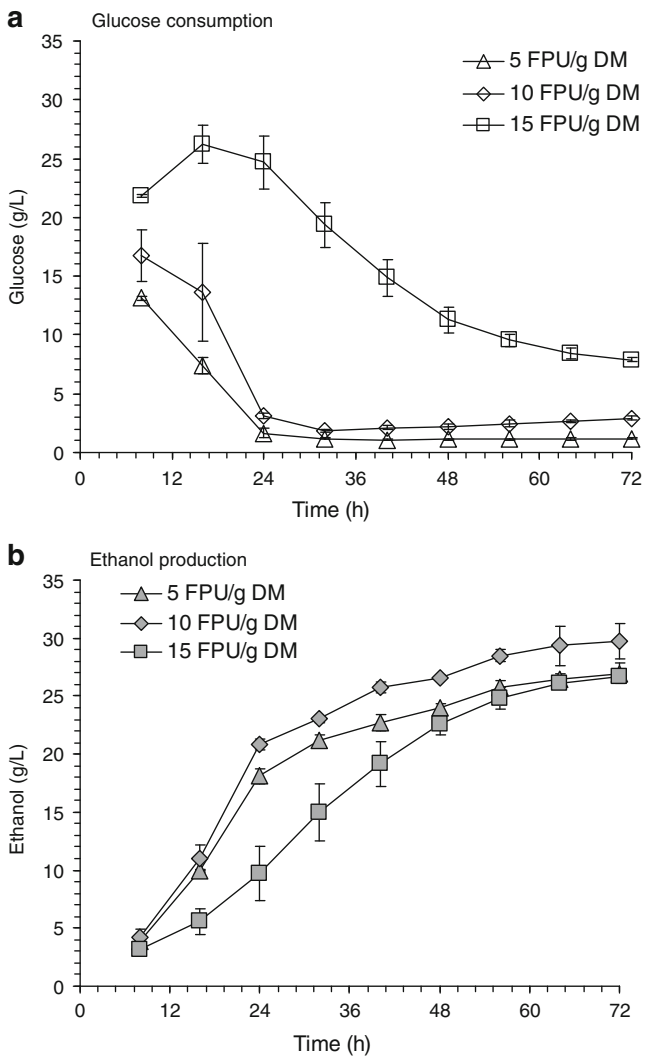 a Glucose consumption
35
30
25
20
15
10
5
0
Glucose (g/L)
5 FPU/g DM
10 FPU/g DM
15 FPU/g DM
0 12 24 36 48 60 72
Time (h)
b Ethanol production
35
30
25
20
15
10
5
0
Ethanol (g/L)
5 FPU/g DM
10 FPU/g DM
15 FPU/g DM
0 12 24 36 48 60 72
Time (h)